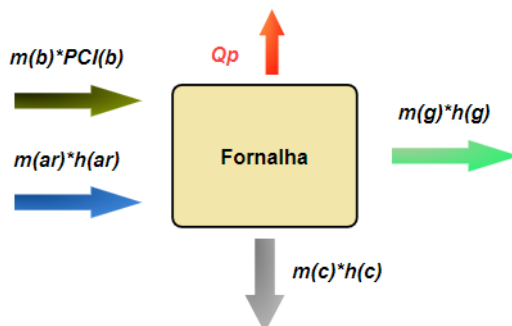 m(b)*PCI(b)
Qp
m(g)*h(g)
m(ar)*h(ar)
Fornalha
m(c)*h(c)